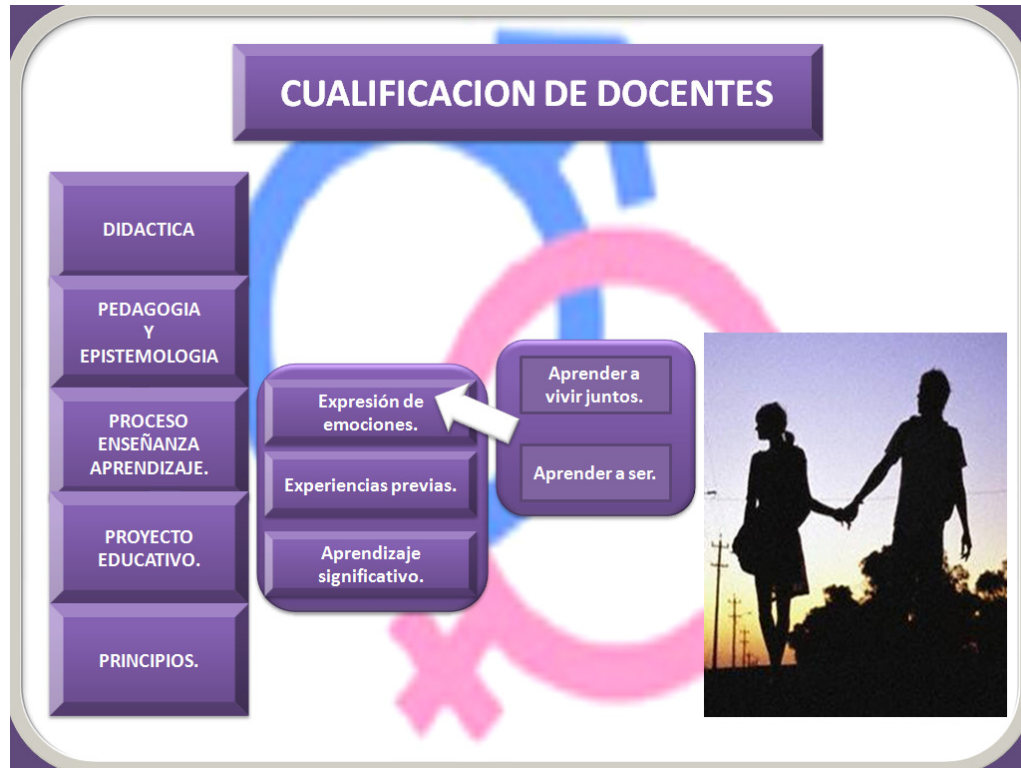 CUALIFICACION DE DOCENTES
DIDACTICA
PEDAGOGIA
Y
EPISTEMOLOGIA
PROCESO
ENSEÑANZA
APRENDIZAJE.
PROYECTO
EDUCATIVO.
PRINCIPIOS.
Expresión de
emociones.
Experiencias previas.
Aprendizaje
significativo.
Aprender a
vivir juntos.
Aprender a ser.